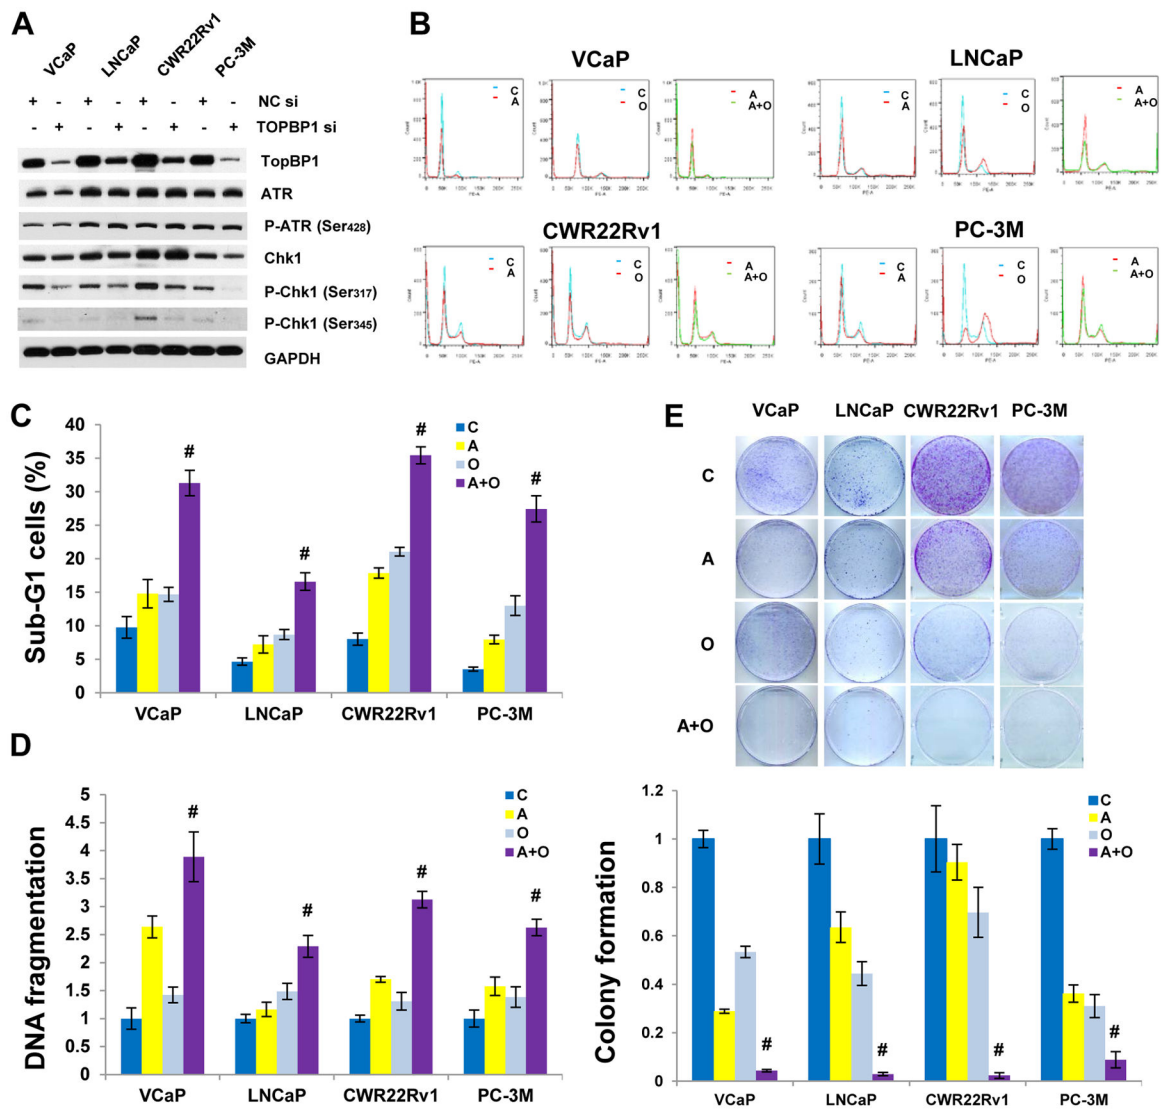 A
VCaP
LNCaP
CWR22Rv1
PC-3M
+ - + - + - + - NC si
- + - + - + - + TOPBP1 si
TopBP1
ATR
P-ATR (Ser428)
Chk1
P-Chk1 (Ser317)
P-Chk1 (Ser345)
GAPDH
B
VCaP
C
A
C
O
A
A+O
LNCaP
C
A
C
O
A
A+O
CWR22Rv1
C
A
C
O
A
A+O
PC-3M
C
A
C
O
A
A+O
C
Sub-G1 cells (%)
40
35
30
25
20
15
10
5
0
C
A
O
A+O
# # # #
VCaP LNCaP CWR22Rv1 PC-3M
D
DNA fragmentation
5
4.5
4
3.5
3
2.5
2
1.5
1
0.5
0
C
A
O
A+O
# # # #
VCaP LNCaP CWR22Rv1 PC-3M
E
VCaP LNCaP CWR22Rv1 PC-3M
C
A
O
A+O
Colony formation
1.2
1
0.8
0.6
0.4
0.2
0
C
A
O
A+O
# # # #
VCaP LNCaP CWR22Rv1 PC-3M